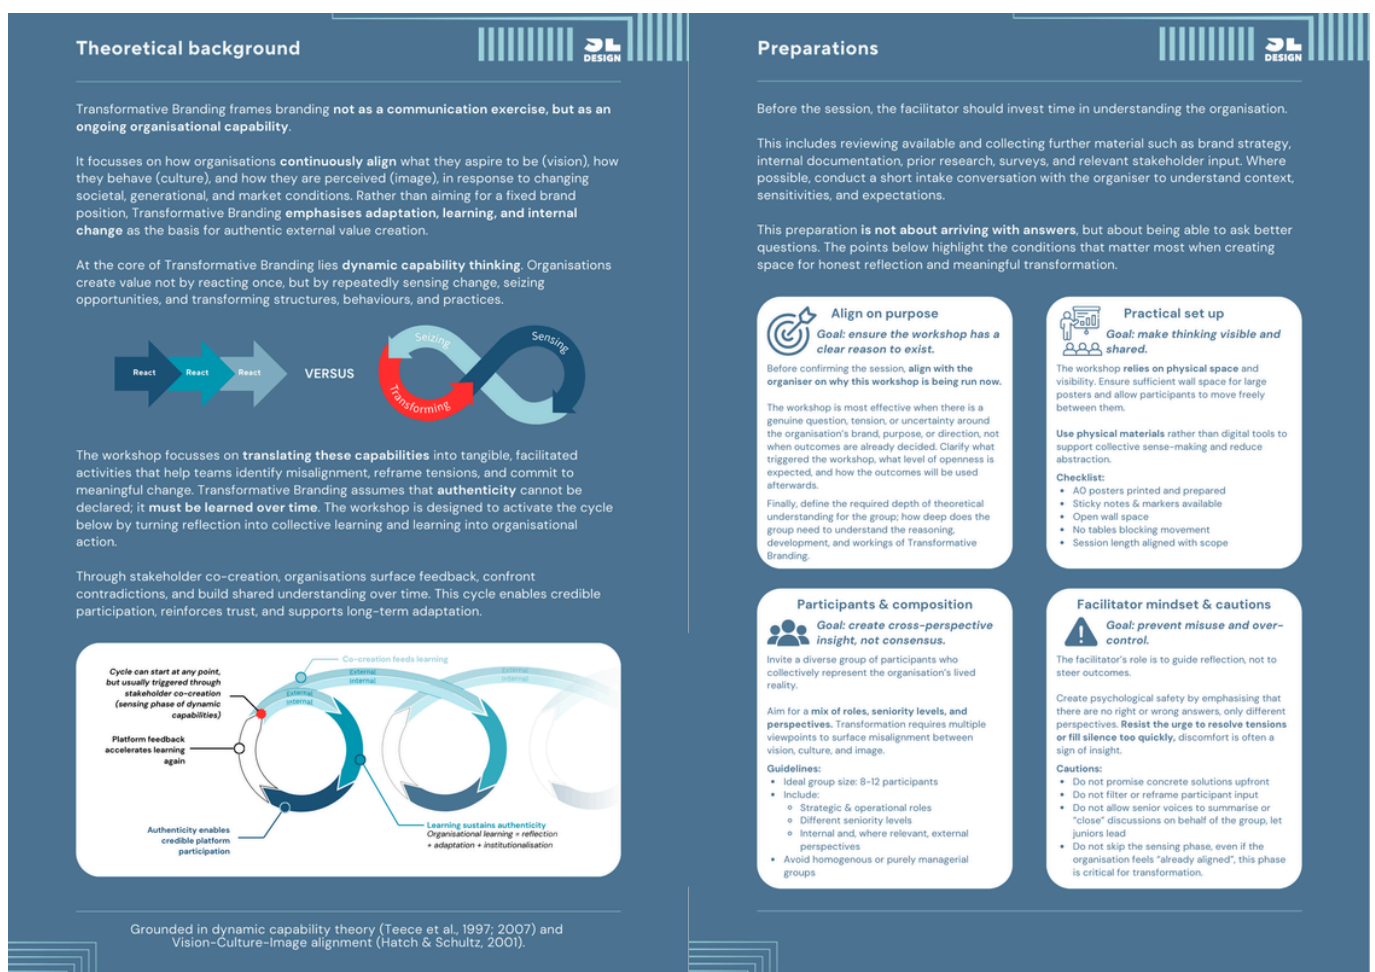 Theoretical background
DL
DESIGN
Transformative Branding frames branding not as a communication exercise, but as an
ongoing organisational capability.
It focusses on how organisations continuously align what they aspire to be (vision), how
they behave (culture), and how they are perceived (image), in response to changing
societal, generational, and market conditions. Rather than aiming for a fixed brand
position, Transformative Branding emphasises adaptation, learning, and internal
change as the basis for authentic external value creation.
At the core of Transformative Branding lies dynamic capability thinking. Organisations
create value not by reacting once, but by repeatedly sensing change, seizing
opportunities, and transforming structures, behaviours, and practices.
React
React
React
VERSUS
Seizing
Sensing
Transforming
The workshop focusses on translating these capabilities into tangible, facilitated
activities that help teams identify misalignment, reframe tensions, and commit to
meaningful change. Transformative Branding assumes that authenticity cannot be
declared; it must be learned over time. The workshop is designed to activate the cycle
below by turning reflection into collective learning and learning into organisational
action.
Through stakeholder co-creation, organisations surface feedback, confront
contradictions, and build shared understanding over time. This cycle enables credible
participation, reinforces trust, and supports long-term adaptation.
Cycle can start at any point,
but usually triggered through
stakeholder co-creation
(sensing phase of dynamic
capabilities)
Co-creation feeds learning
External
Internal
External
Internal
External
Internal
Platform feedback
accelerates learning
again
Authenticity enables
credible platform
participation
Learning sustains authenticity
Organisational learning = reflection
+ adaptation + institutionalisation
Grounded in dynamic capability theory (Teece et al., 1997; 2007) and
Vision-Culture-Image alignment (Hatch & Schultz, 2001).
Preparations
DL
DESIGN
Before the session, the facilitator should invest time in understanding the organisation.
This includes reviewing available and collecting further material such as brand strategy,
internal documentation, prior research, surveys, and relevant stakeholder input. Where
possible, conduct a short intake conversation with the organiser to understand context,
sensitivities, and expectations.
This preparation is not about arriving with answers, but about being able to ask better
questions. The points below highlight the conditions that matter most when creating
space for honest reflection and meaningful transformation.
Align on purpose
Goal: ensure the workshop has a
clear reason to exist.
Before confirming the session, align with the
organiser on why this workshop is being run now.
The workshop is most effective when there is a
genuine question, tension, or uncertainty around
the organisation's brand, purpose, or direction, not
when outcomes are already decided. Clarify what
triggered the workshop, what level of openness is
expected, and how the outcomes will be used
afterwards.
Finally, define the required depth of theoretical
understanding for the group; how deep does the
group need to understand the reasoning,
development, and workings of Transformative
Branding.
Practical set up
Goal: make thinking visible and
shared.
The workshop relies on physical space and
visibility. Ensure sufficient wall space for large
posters and allow participants to move freely
between them.
Use physical materials rather than digital tools to
support collective sense-making and reduce
abstraction.
Checklist:
• A0 posters printed and prepared
• Sticky notes & markers available
• Open wall space
• No tables blocking movement
• Session length aligned with scope
Participants & composition
Goal: create cross-perspective
insight, not consensus.
Invite a diverse group of participants who
collectively represent the organisation's lived
reality.
Aim for a mix of roles, seniority levels, and
perspectives. Transformation requires multiple
viewpoints to surface misalignment between
vision, culture, and image.
Guidelines:
• Ideal group size: 8-12 participants
• Include:
◦ Strategic & operational roles
◦ Different seniority levels
◦ Internal and, where relevant, external
perspectives
• Avoid homogenous or purely managerial
groups
Facilitator mindset & cautions
Goal: prevent misuse and over-
control.
The facilitator's role is to guide reflection, not to
steer outcomes.
Create psychological safety by emphasising that
there are no right or wrong answers, only different
perspectives. Resist the urge to resolve tensions
or fill silence too quickly, discomfort is often a
sign of insight.
Cautions:
• Do not promise concrete solutions upfront
• Do not filter or reframe participant input
• Do not allow senior voices to summarise or
"close" discussions on behalf of the group, let
juniors lead
• Do not skip the sensing phase, even if the
organisation feels "already aligned", this phase
is critical for transformation.